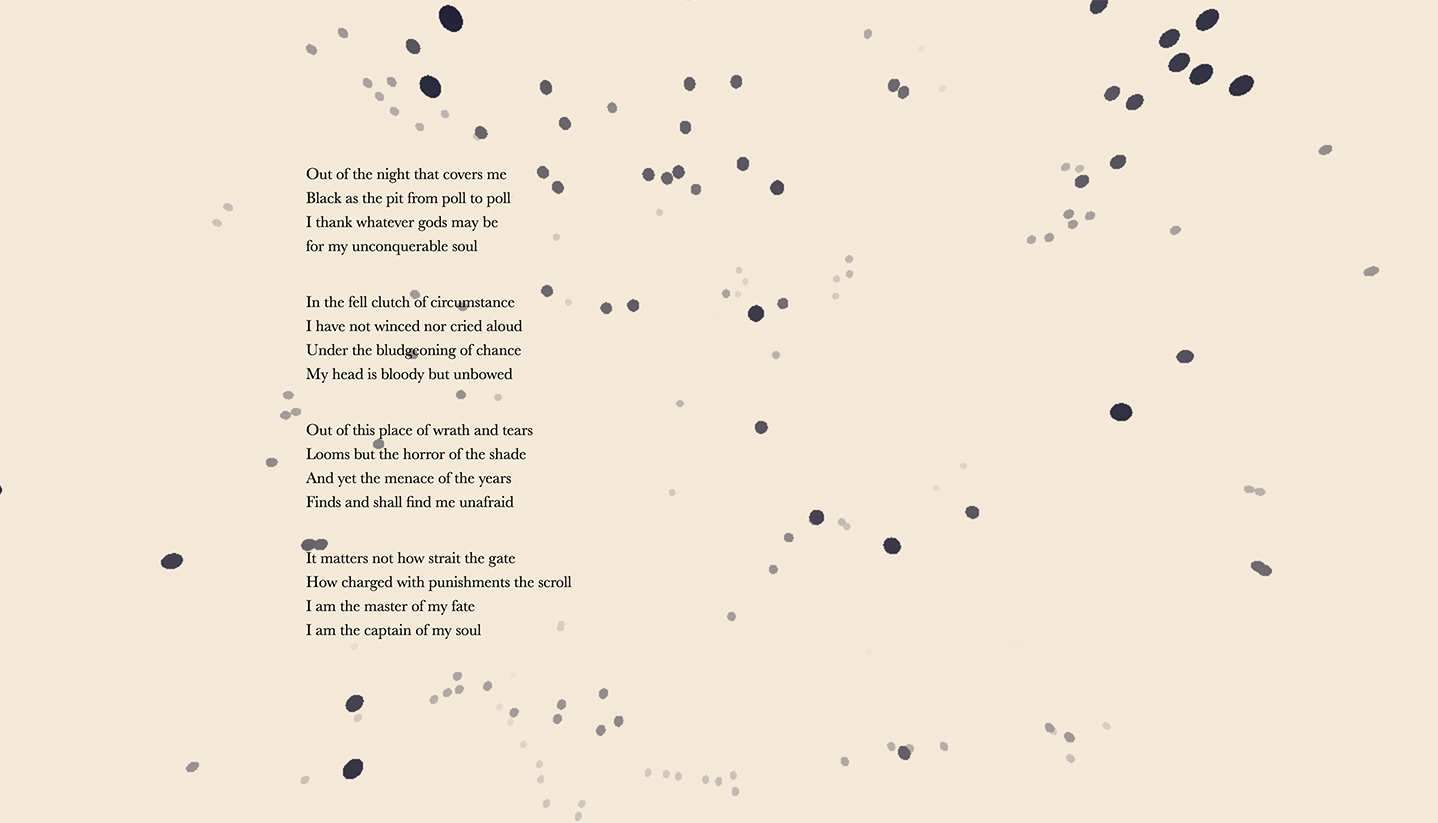 Out of the night that covers me
Black as the pit from poll to poll
I thank whatever gods may be
for my unconquerable soul
In the fell clutch of circumstance
I have not winced nor cried aloud
Under the bludgeoning of chance
My head is bloody but unbowed
Out of this place of wrath and tears
Looms but the horror of the shade
And yet the menace of the years
Finds and shall find me unafraid
It matters not how strait the gate
How charged with punishments the scroll
I am the master of my fate
I am the captain of my soul